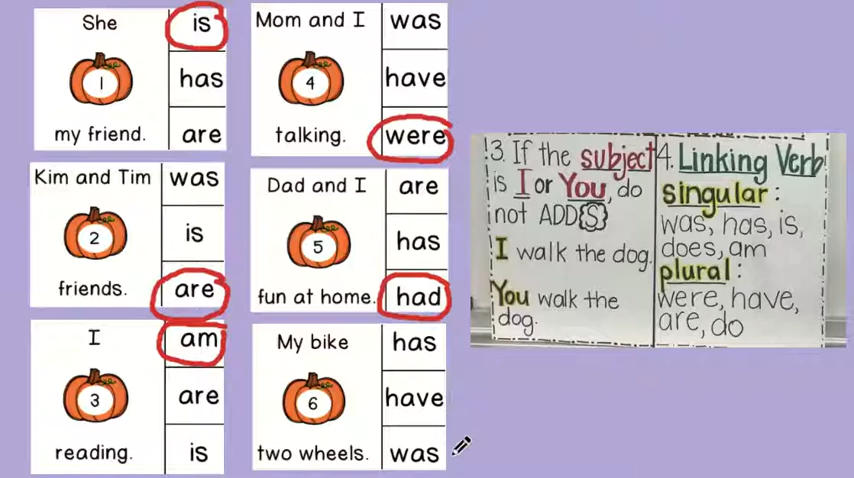 She
is
1
has
my friend.
are
Kim and Tim
was
2
is
friends.
are
I
am
3
are
reading.
is
Mom and I
was
4
have
talking.
were
Dad and I
are
5
has
fun at home.
had
My bike
has
6
have
two wheels.
was
3. If the subject
is I or You, do
not ADD S
I walk the dog.
You walk the
dog.
4. Linking Verb
singular:
was, has, is,
does, am
plural:
were, have,
are, do